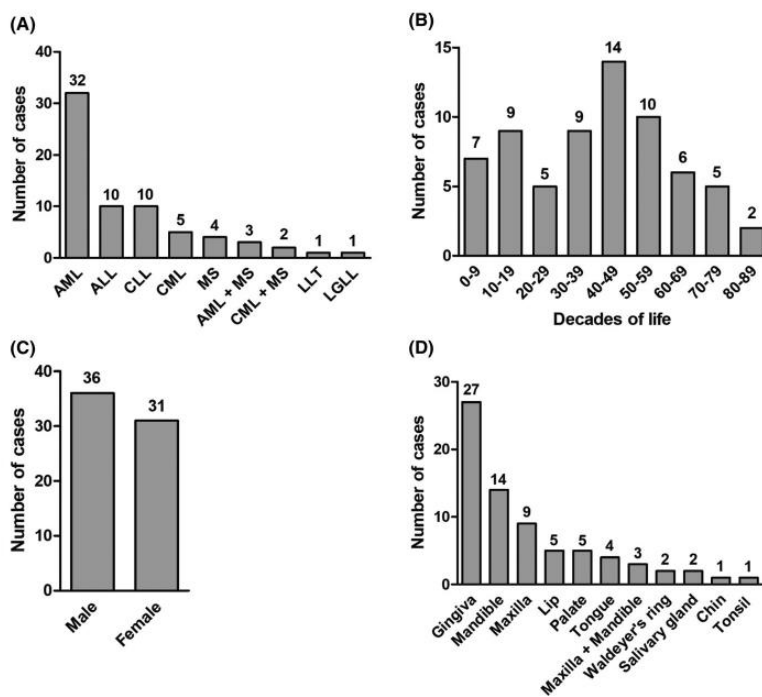 (A)
Number of cases
40
30
20
10
0
32
10
10
5
4
3
2
1
1
AML
ALL
CLL
CML
MS
AML + MS
CML + MS
LLT
LGLL
(B)
Number of cases
15
10
5
0
7
9
5
9
14
10
6
5
2
0-9
10-19
20-29
30-39
40-49
50-59
60-69
70-79
80-89
Decades of life
(C)
Number of cases
40
30
20
10
0
36
31
Male
Female
(D)
Number of cases
30
20
10
0
27
14
9
5
5
4
3
2
2
1
1
Gingiva
Mandible
Maxilla
Lip
Palate
Tongue
Maxilla + Mandible
Waldeyer's ring
Salivary gland
Chin
Tonsil